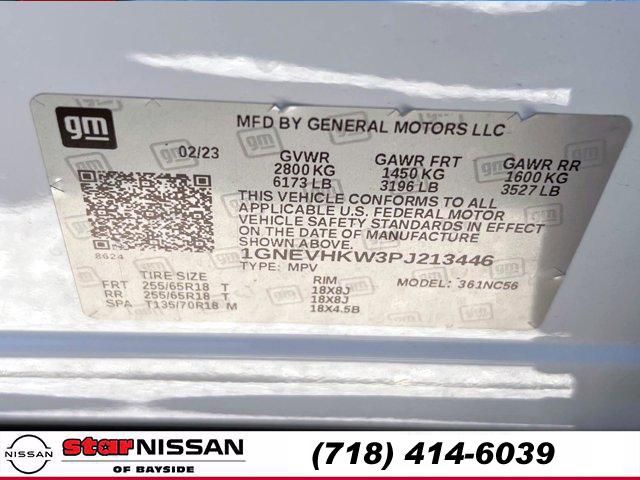 gm
MFD BY GENERAL MOTORS LLC
02/23
GVWR GAWR FRT GAWR RR
2800 KG 1450 KG 1600 KG
6173 LB 3196 LB 3527 LB
THIS VEHICLE CONFORMS TO ALL
APPLICABLE U.S. FEDERAL MOTOR
VEHICLE SAFETY STANDARDS IN EFFECT
ON THE DATE OF MANUFACTURE
SHOWN ABOVE.
8624
1GNEVHKW3PJ213446
TYPE: MPV MODEL: 361NC56
TIRE SIZE RIM
FRT 255/65R18 T 18X8J
RR 255/65R18 T 18X8J
SPA T135/70R18 M 18X4.5B
NISSAN
star NISSAN
OF BAYSIDE
(718) 414-6039